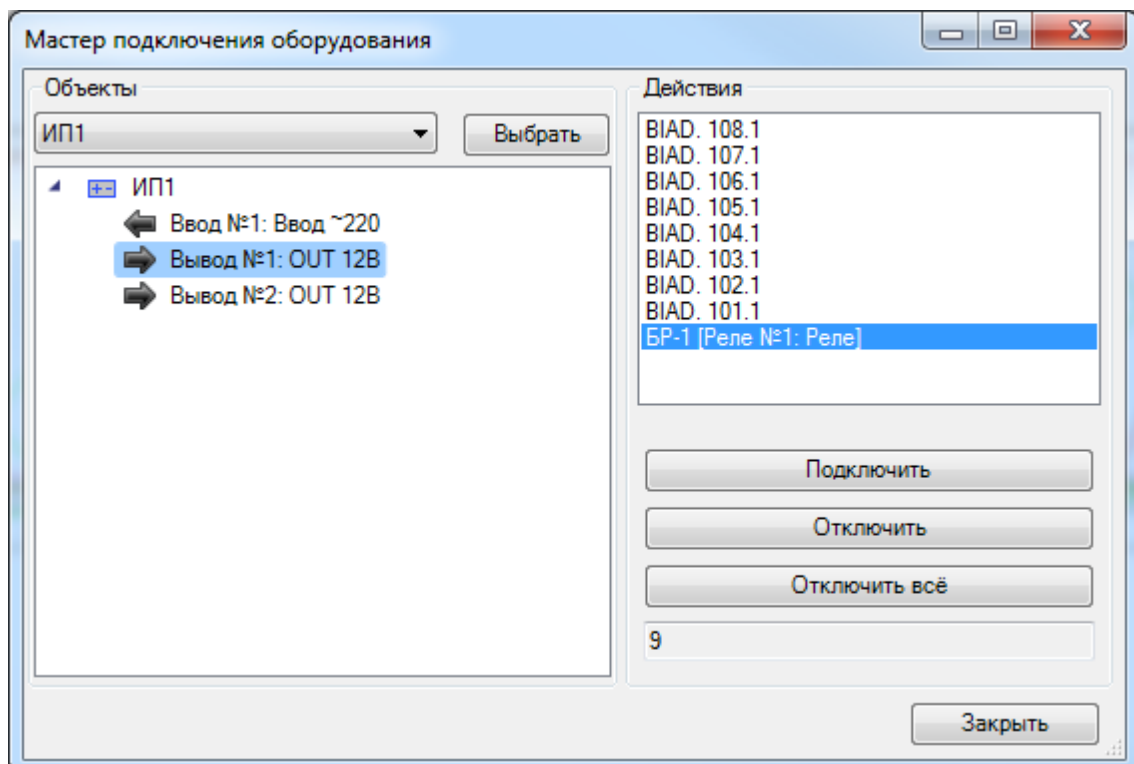 Мастер подключения оборудования
Объекты
ИП1
Выбрать
ИП1
Ввод №1: Ввод ~220
Вывод №1: OUT 12В
Вывод №2: OUT 12В
Действия
BIAD. 108.1
BIAD. 107.1
BIAD. 106.1
BIAD. 105.1
BIAD. 104.1
BIAD. 103.1
BIAD. 102.1
BIAD. 101.1
БР-1 [Реле №1: Реле]
Подключить
Отключить
Отключить всё
9
Закрыть